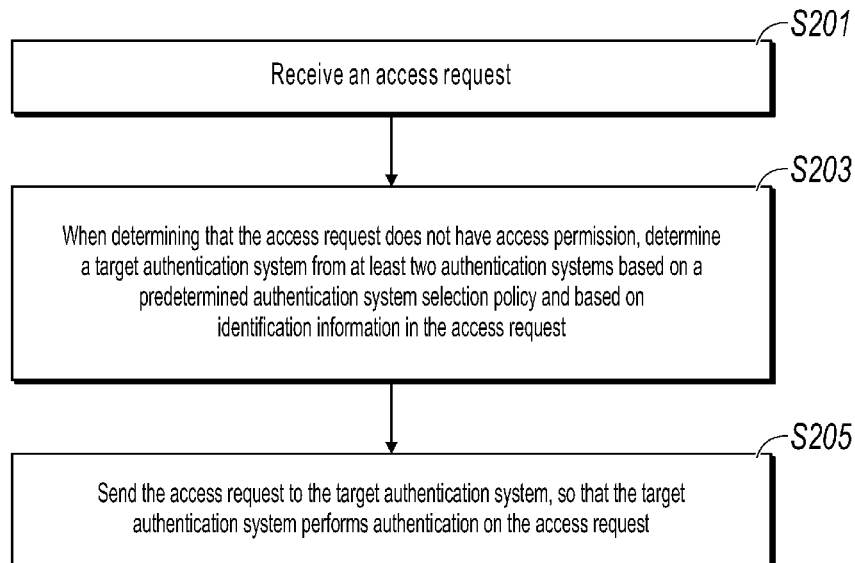 S201
Receive an access request
S203
When determining that the access request does not have access permission, determine
a target authentication system from at least two authentication systems based on a
predetermined authentication system selection policy and based on
identification information in the access request
S205
Send the access request to the target authentication system, so that the target
authentication system performs authentication on the access request